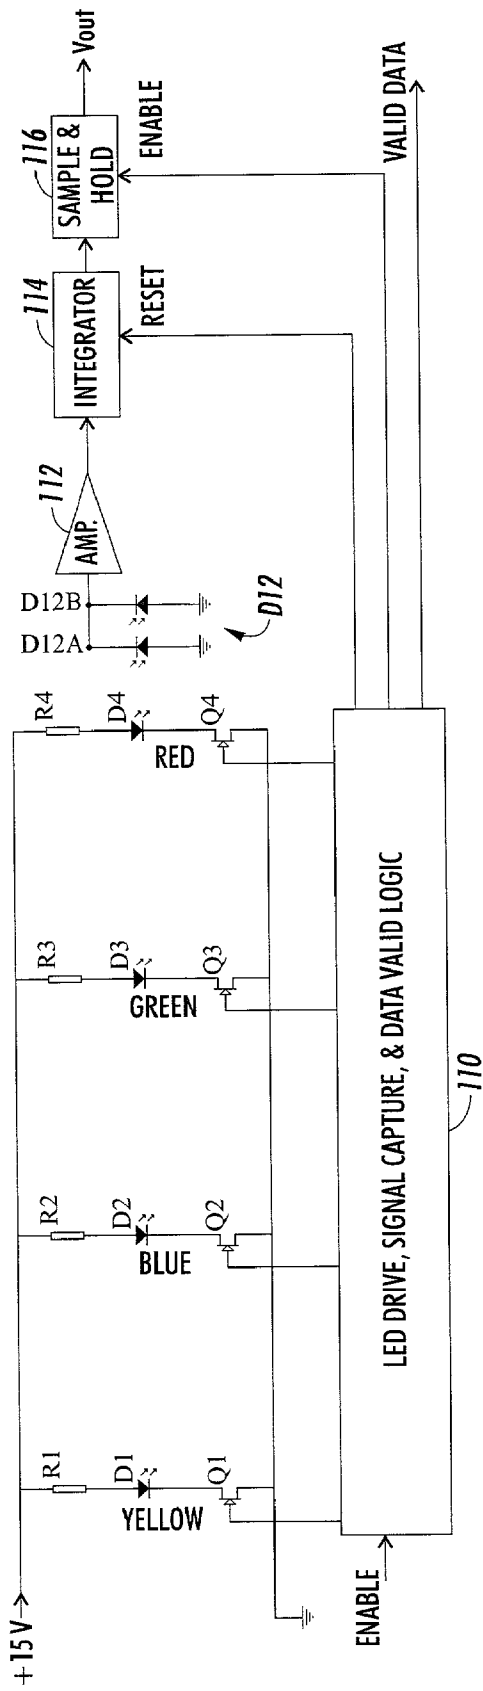 +15V
R1
R2
R3
R4
D1
D2
D3
D4
YELLOW
BLUE
GREEN
RED
Q1
Q2
Q3
Q4
D12A
D12B
D12
AMP.
112
INTEGRATOR
114
SAMPLE &
HOLD
116
Vout
RESET
ENABLE
VALID DATA
ENABLE
LED DRIVE, SIGNAL CAPTURE, & DATA VALID LOGIC
110